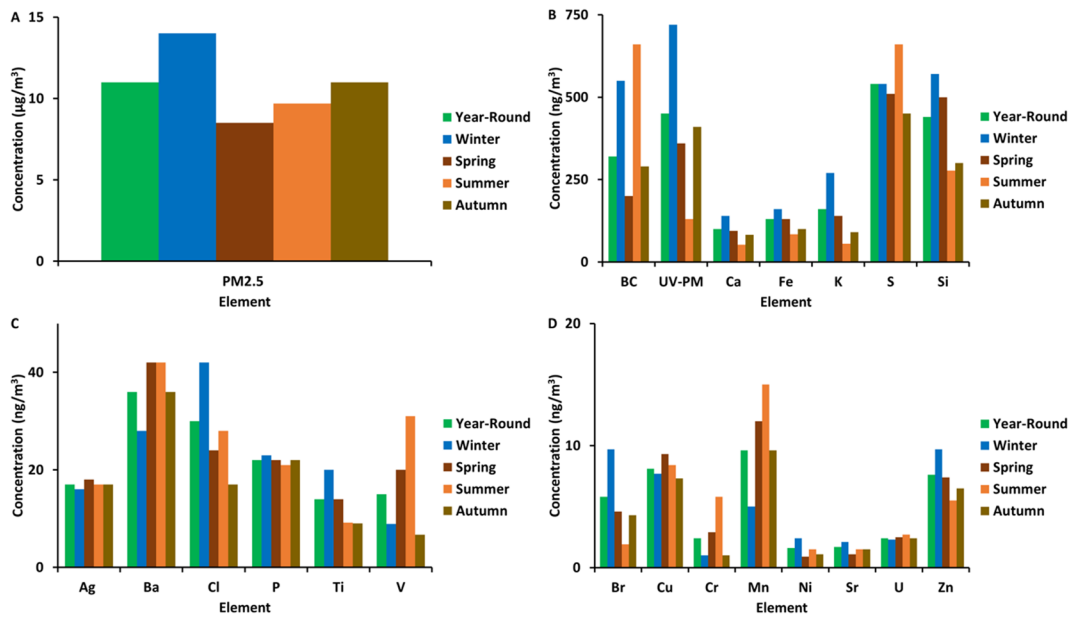 A
15
10
5
0
Concentration (µg/m³)
PM2.5
Element
Year-Round
Winter
Spring
Summer
Autumn
B
750
500
250
0
Concentration (ng/m³)
BC UV-PM Ca Fe K S Si
Element
Year-Round
Winter
Spring
Summer
Autumn
C
40
20
0
Concentration (ng/m³)
Ag Ba Cl P Ti V
Element
Year-Round
Winter
Spring
Summer
Autumn
D
20
10
0
Concentration (ng/m³)
Br Cu Cr Mn Ni Sr U Zn
Element
Year-Round
Winter
Spring
Summer
Autumn